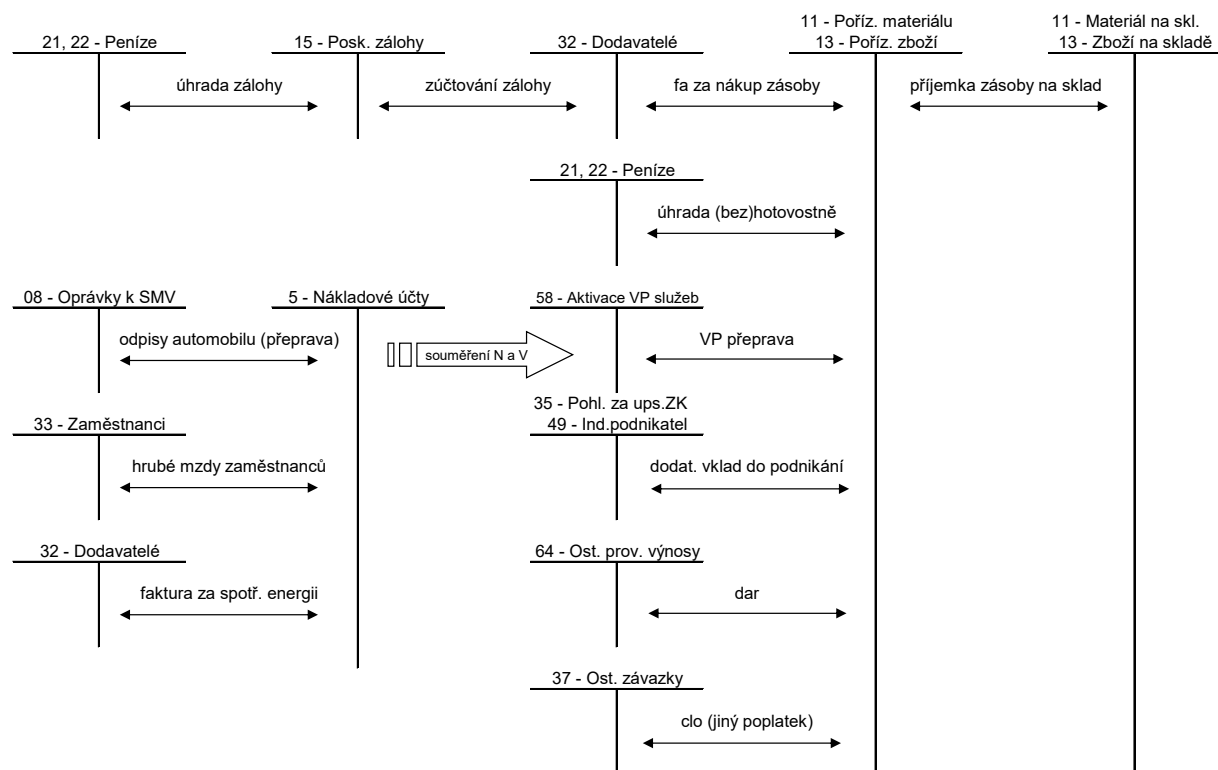 11 - Poříz. materiálu
11 - Materiál na skl.
21, 22 - Peníze
15 - Posk. zálohy
32 - Dodavatelé
13 - Poříz. zboží
13 - Zboží na skladě
úhrada zálohy
zúčtování zálohy
fa za nákup zásoby
příjemka zásoby na sklad
21, 22 - Peníze
úhrada (bez)hotovostně
08 - Oprávky k SMV
5 - Nákladové účty
58 - Aktivace VP služeb
odpisy automobilu (přeprava)
souměření N a V
VP přeprava
35 - Pohl. za ups.ZK
33 - Zaměstnanci
49 - Ind.podnikatel
hrubé mzdy zaměstnanců
dodat. vklad do podnikání
32 - Dodavatelé
64 - Ost. prov. výnosy
faktura za spotř. energii
dar
37 - Ost. závazky
clo (jiný poplatek)